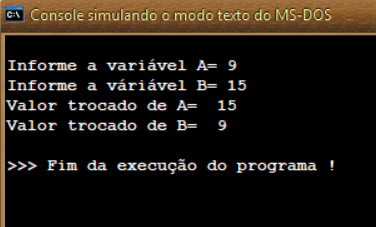 Console simulando o modo texto do MS-DOS
Informe a variável A= 9
Informe a váriável B= 15
Valor trocado de A=  15
Valor trocado de B=  9
>>> Fim da execução do programa !